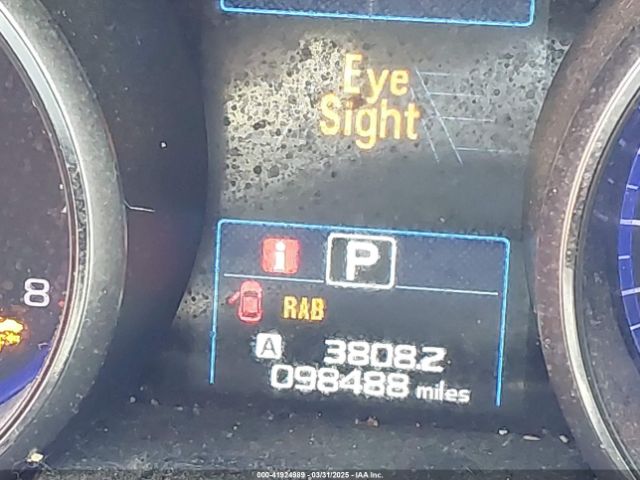 Eye
Sight
i P
8
RAB
A 3808.2
098488 miles
000-41924989 - 03/31/2025 - IAA Inc.